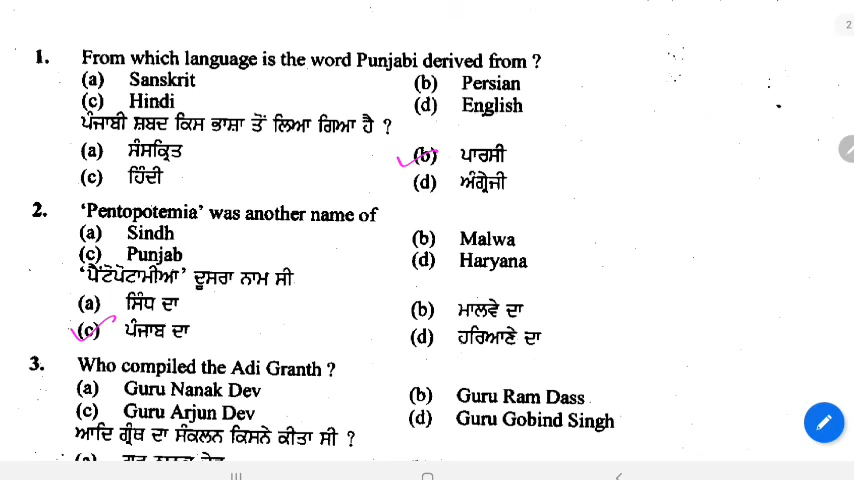 2
1. From which language is the word Punjabi derived from ?
(a) Sanskrit (b) Persian
(c) Hindi (d) English
ਪੰਜਾਬੀ ਸ਼ਬਦ ਕਿਸ ਭਾਸ਼ਾ ਤੋਂ ਲਿਆ ਗਿਆ ਹੈ ?
(a) ਸੰਸਕ੍ਰਿਤ (b) ਪਾਰਸੀ
(c) ਹਿੰਦੀ (d) ਅੰਗ੍ਰੇਜੀ
2. ‘Pentopotemia’ was another name of
(a) Sindh (b) Malwa
(c) Punjab (d) Haryana
‘ਪੈਂਟੋਪੋਟਾਮੀਆ’ ਦੂਸਰਾ ਨਾਮ ਸੀ
(a) ਸਿੰਧ ਦਾ (b) ਮਾਲਵੇ ਦਾ
(c) ਪੰਜਾਬ ਦਾ (d) ਹਰਿਆਣੇ ਦਾ
3. Who compiled the Adi Granth ?
(a) Guru Nanak Dev (b) Guru Ram Dass
(c) Guru Arjun Dev (d) Guru Gobind Singh
ਆਦਿ ਗ੍ਰੰਥ ਦਾ ਸੰਕਲਨ ਕਿਸਨੇ ਕੀਤਾ ਸੀ ?